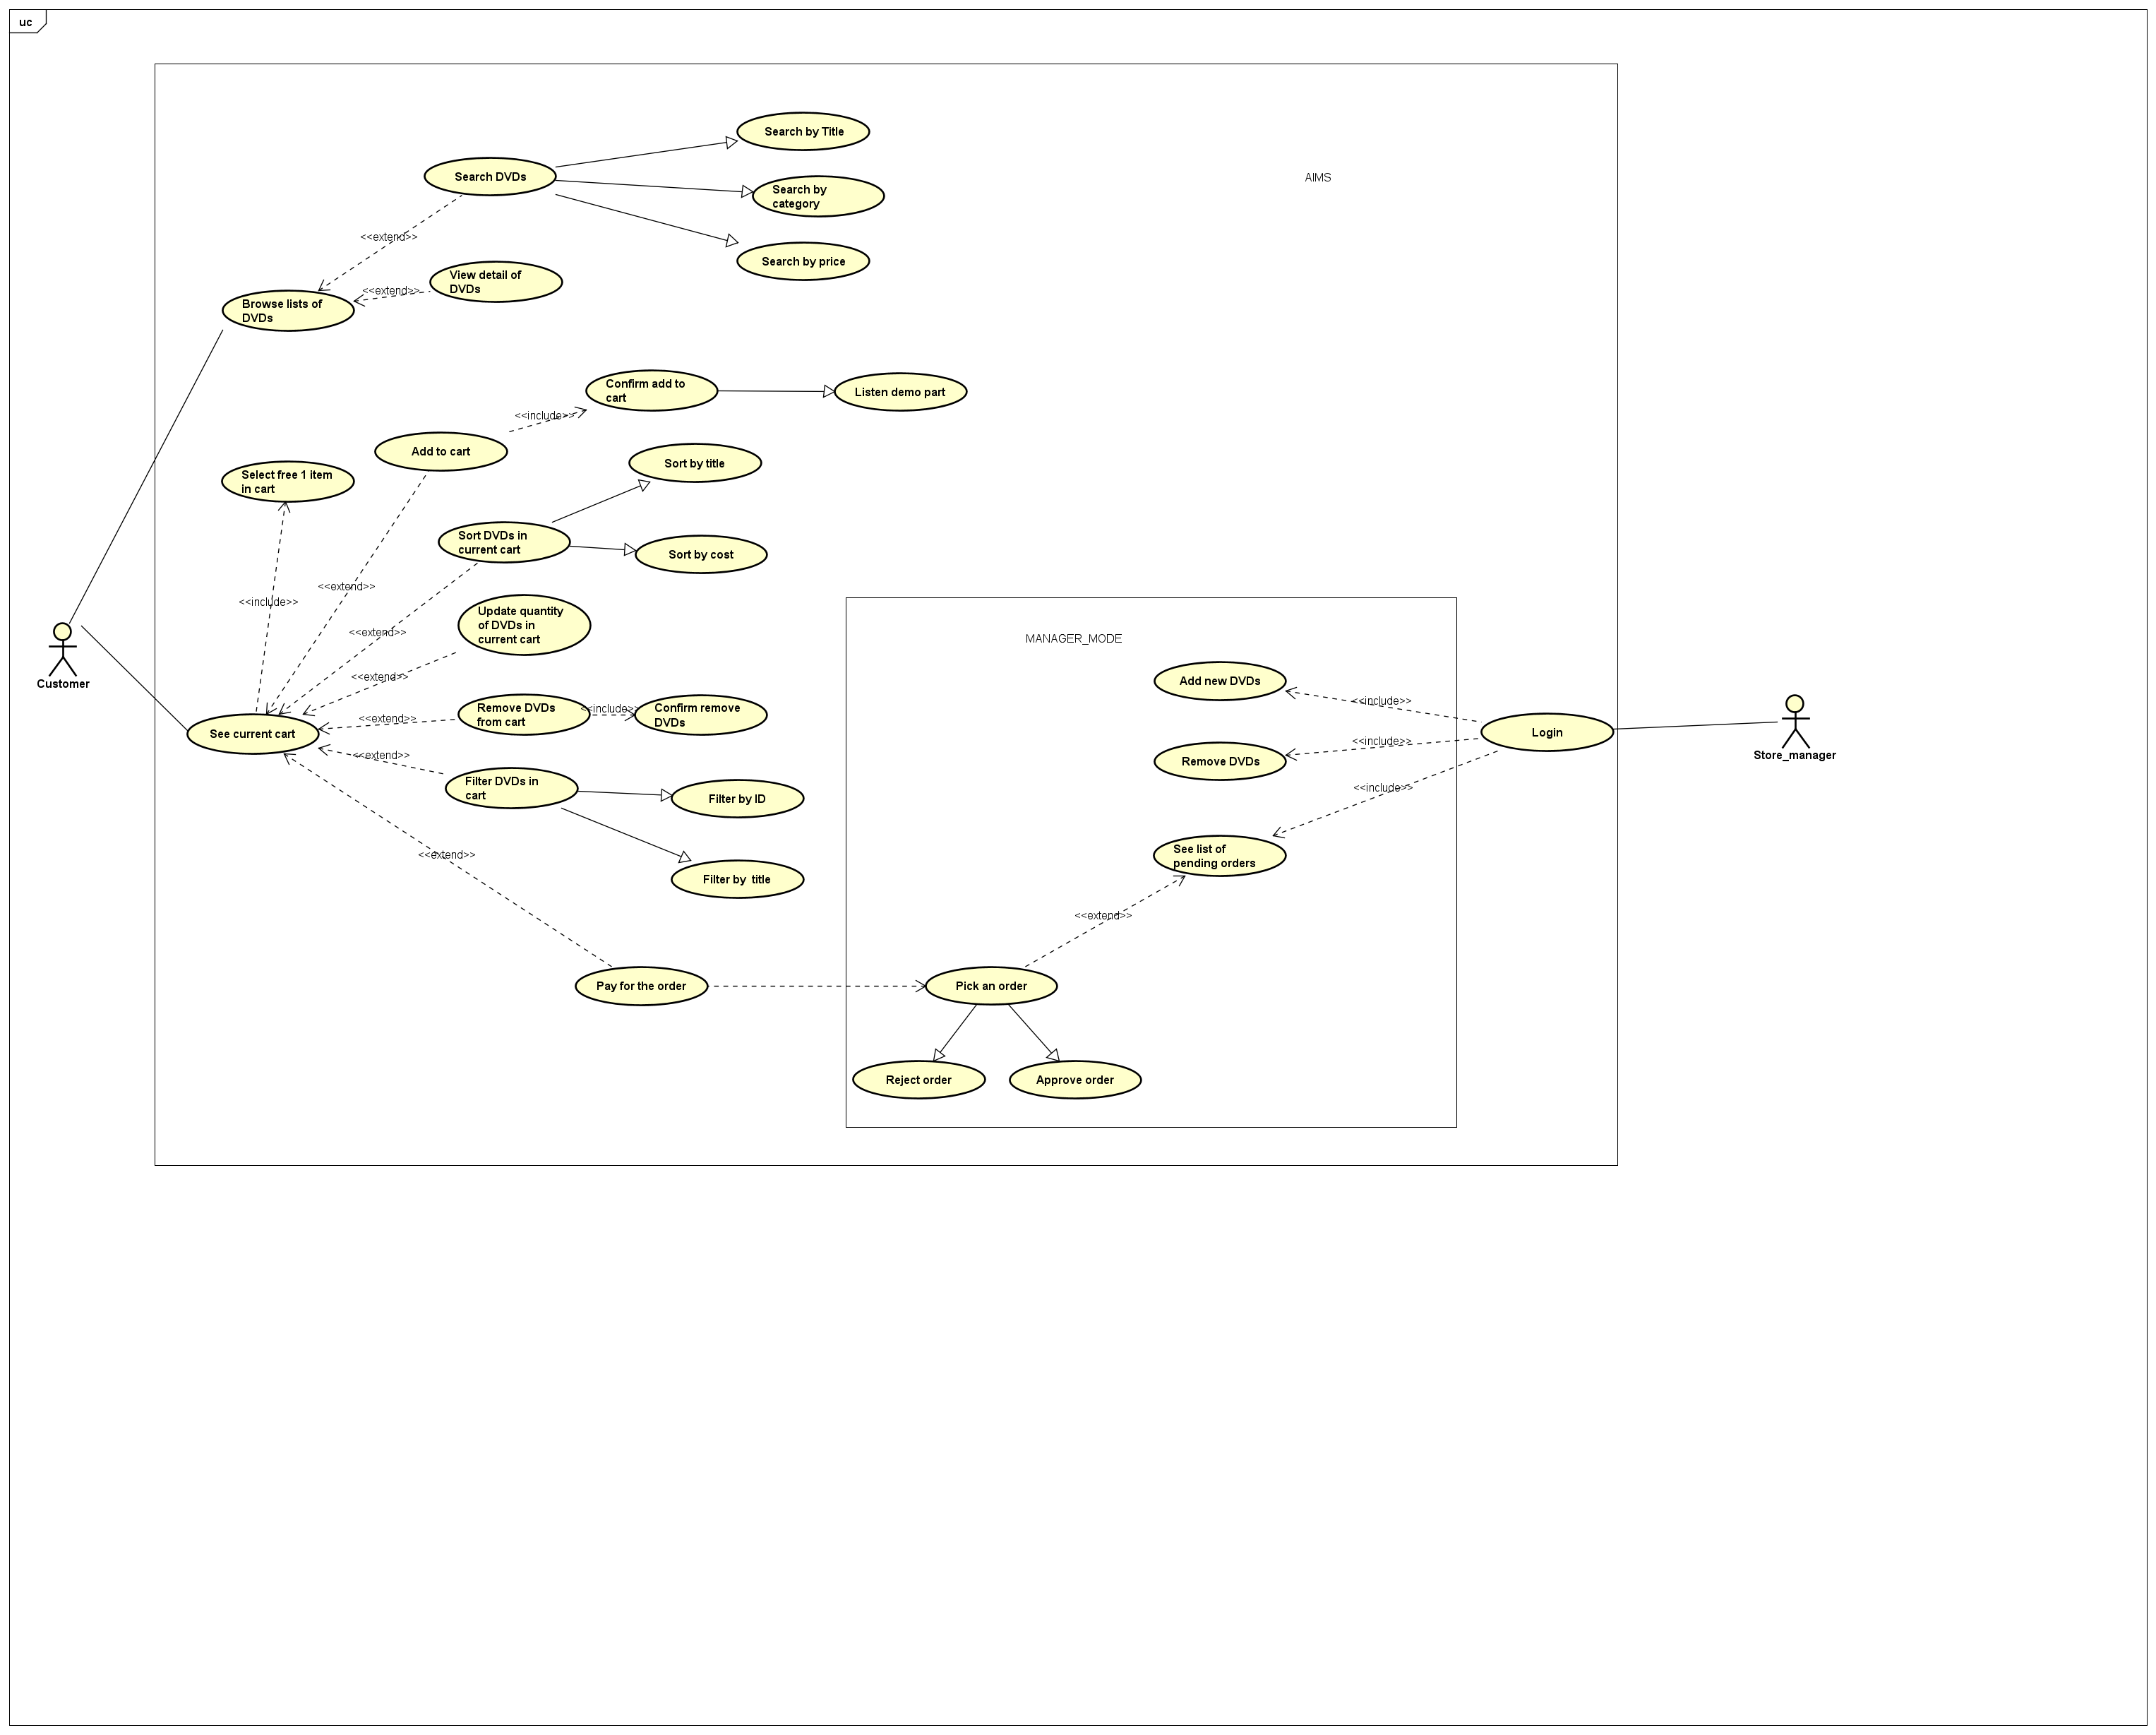 uc
Search by Title
Search DVDs
AIMS
Search by
category
<<extend>>
Search by price
View detail of
DVDs
<<extend>>
Browse lists of
DVDs
Confirm add to
cart
Listen demo part
<<include>>
Add to cart
Sort by title
Select free 1 item
in cart
Sort DVDs in
current cart
Sort by cost
<<extend>>
<<include>>
Update quantity
of DVDs in
current cart
<<extend>>
MANAGER_MODE
Customer
<<extend>>
Add new DVDs
<<include>>
Remove DVDs
from cart
<<include>>
Confirm remove
DVDs
<<extend>>
See current cart
Login
<<include>>
Store_manager
<<extend>>
Remove DVDs
Filter DVDs in
cart
<<include>>
Filter by ID
<<extend>>
See list of
pending orders
Filter by  title
<<extend>>
Pay for the order
Pick an order
Reject order
Approve order